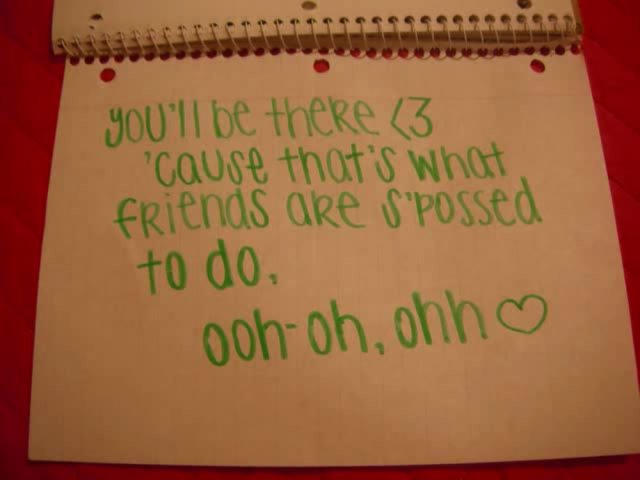 you'll be there <3
'cause that's what
friends are s'possed
to do,
ooh-oh, ohh ♡